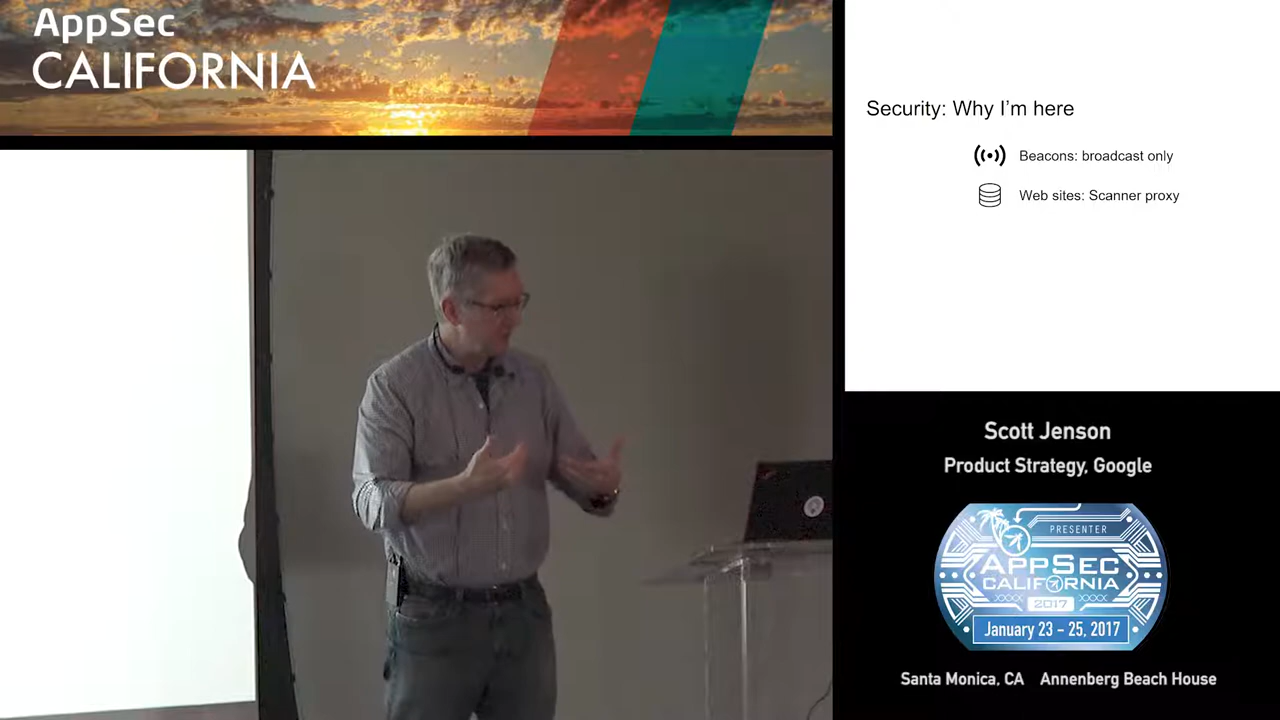 AppSec
CALIFORNIA
Security: Why I'm here
Beacons: broadcast only
Web sites: Scanner proxy
Scott Jenson
Product Strategy, Google
PRESENTER
APPSEC
CALIFORNIA
2017
January 23 - 25, 2017
Santa Monica, CA Annenberg Beach House